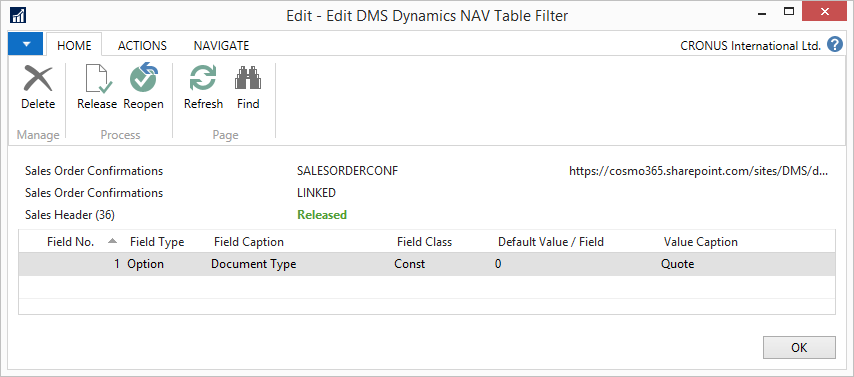 Edit - Edit DMS Dynamics NAV Table Filter
HOME ACTIONS NAVIGATE CRONUS International Ltd. ?
Delete Release Reopen Refresh Find
Manage Process Page
Sales Order Confirmations SALESORDERCONF https://cosmo365.sharepoint.com/sites/DMS/d...
Sales Order Confirmations LINKED
Sales Header (36) Released
Field No. Field Type Field Caption Field Class Default Value / Field Value Caption
1 Option Document Type Const 0 Quote
OK